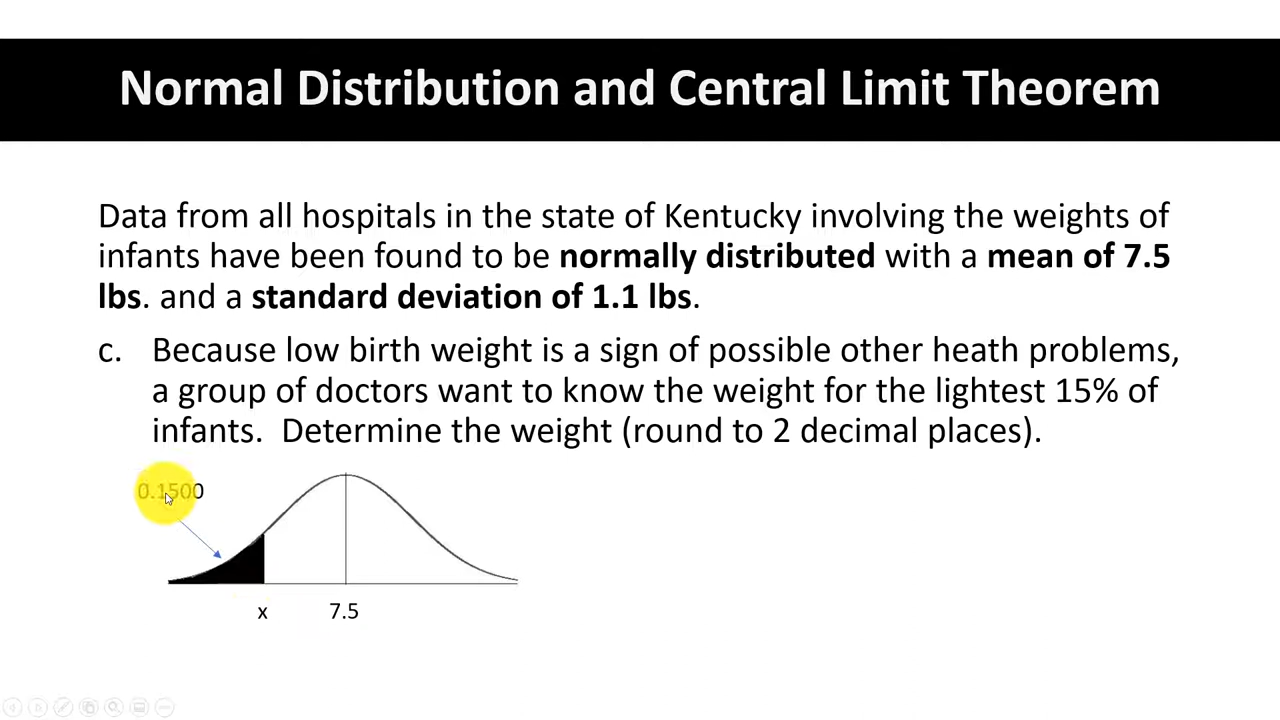 Normal Distribution and Central Limit Theorem
Data from all hospitals in the state of Kentucky involving the weights of
infants have been found to be normally distributed with a mean of 7.5
lbs. and a standard deviation of 1.1 lbs.
c. Because low birth weight is a sign of possible other heath problems,
a group of doctors want to know the weight for the lightest 15% of
infants. Determine the weight (round to 2 decimal places).
0.1500
x 7.5